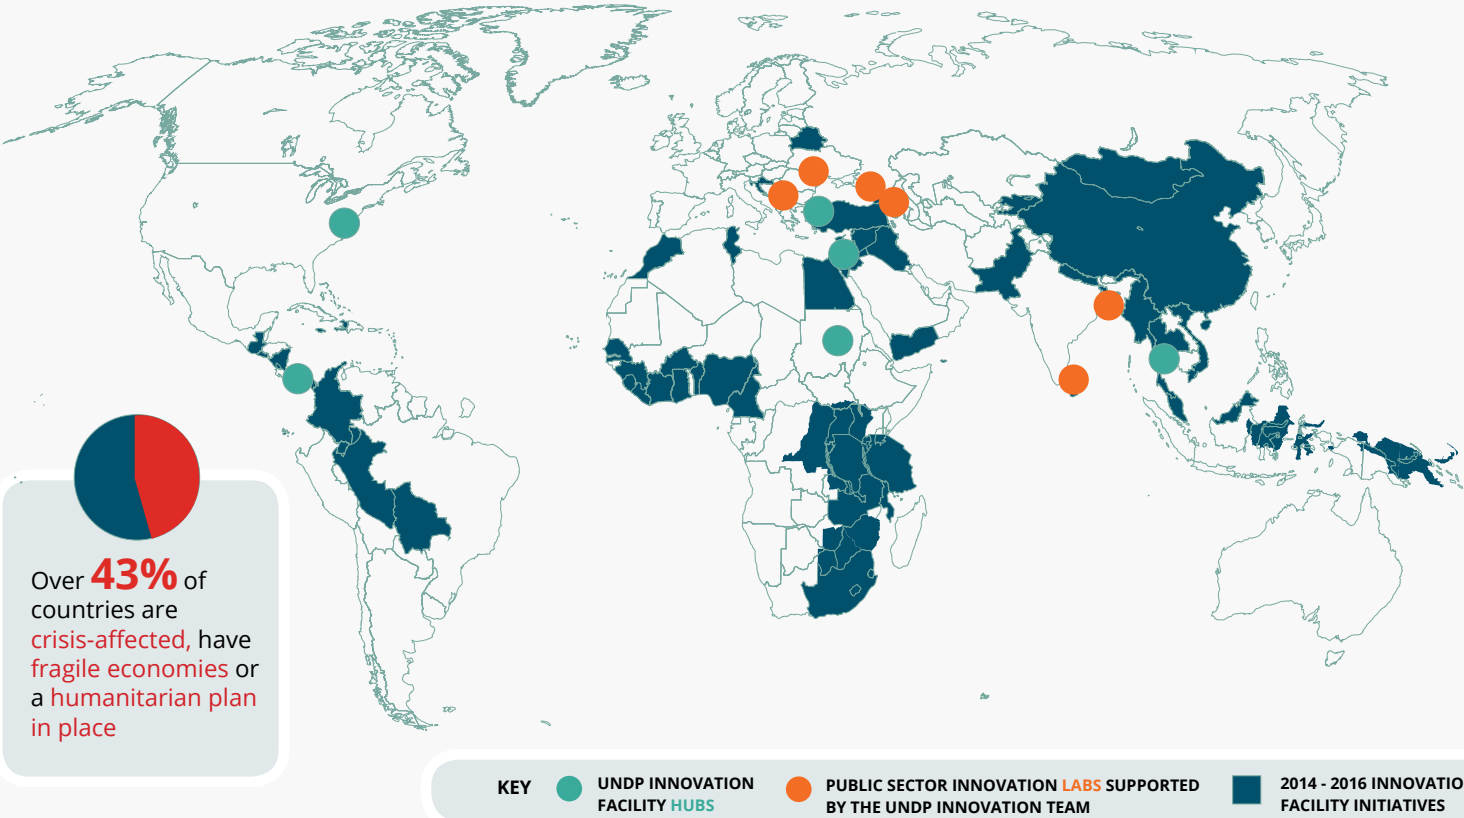 Over 43% of
countries are
crisis-affected, have
fragile economies or
a humanitarian plan
in place
KEY
UNDP INNOVATION
FACILITY HUBS
PUBLIC SECTOR INNOVATION LABS SUPPORTED
BY THE UNDP INNOVATION TEAM
2014 - 2016 INNOVATIO
FACILITY INITIATIVES